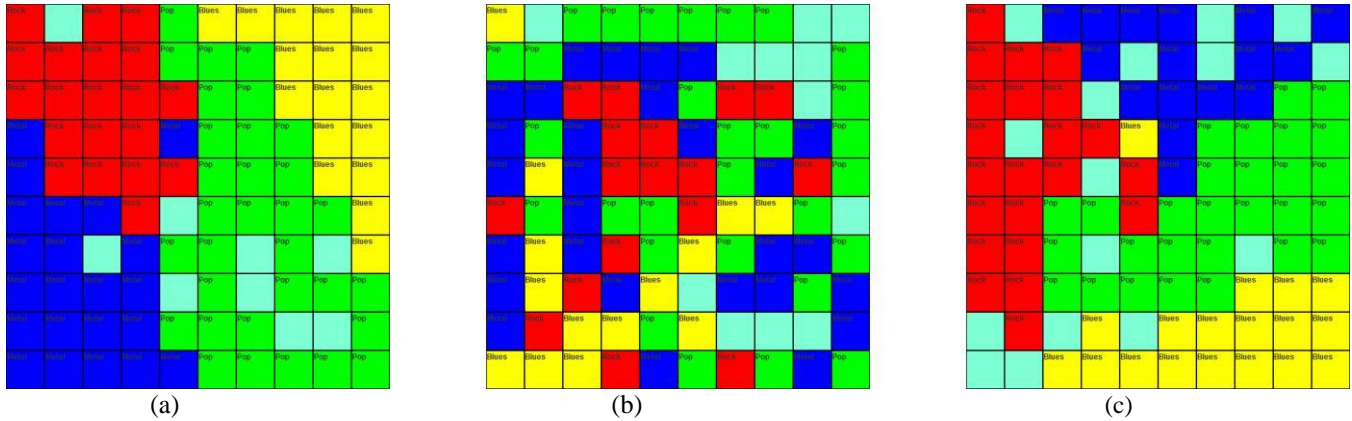 Rock Rock Rock Pop Blues Blues Blues Blues Blues
Rock Rock Rock Rock Pop Pop Pop Blues Blues Blues
Rock Rock Rock Rock Rock Pop Pop Blues Blues Blues
Metal Rock Rock Rock Metal Pop Pop Pop Blues Blues
Metal Rock Rock Rock Rock Pop Pop Pop Blues Blues
Metal Metal Metal Rock Pop Pop Pop Pop Blues
Metal Metal Metal Pop Pop Pop Blues
Metal Metal Metal Metal Pop Pop Pop Pop
Metal Metal Metal Metal Pop Pop Pop Pop
Metal Metal Metal Metal Metal Pop Pop Pop Pop Pop
(a)
Blues Pop Pop Pop Pop Pop Pop
Pop Pop Metal Metal Metal Metal Pop
Metal Metal Rock Rock Metal Pop Rock Rock Pop
Metal Pop Metal Rock Rock Metal Pop Pop Metal Pop
Metal Blues Metal Rock Rock Rock Pop Metal Rock Pop
Rock Pop Metal Pop Pop Rock Blues Blues Pop
Metal Blues Metal Rock Pop Blues Pop Metal Metal Pop
Metal Blues Rock Metal Blues Metal Metal Pop Metal
Metal Rock Blues Blues Pop Blues Metal
Blues Blues Blues Rock Metal Pop Rock Pop Metal Pop
(b)
Rock Metal Metal Metal Metal Metal Metal
Rock Rock Rock Metal Metal Metal Metal
Rock Rock Rock Metal Metal Metal Metal Pop Pop
Rock Rock Rock Blues Metal Pop Pop Pop Pop
Rock Rock Rock Rock Metal Pop Pop Pop Pop
Rock Rock Pop Pop Rock Pop Pop Pop Pop Pop
Rock Rock Pop Pop Pop Pop Pop Pop
Rock Rock Pop Pop Pop Pop Pop Blues Blues Blues
Rock Blues Blues Blues Blues Blues Blues
Blues Blues Blues Blues Blues Blues Blues Blues
(c)